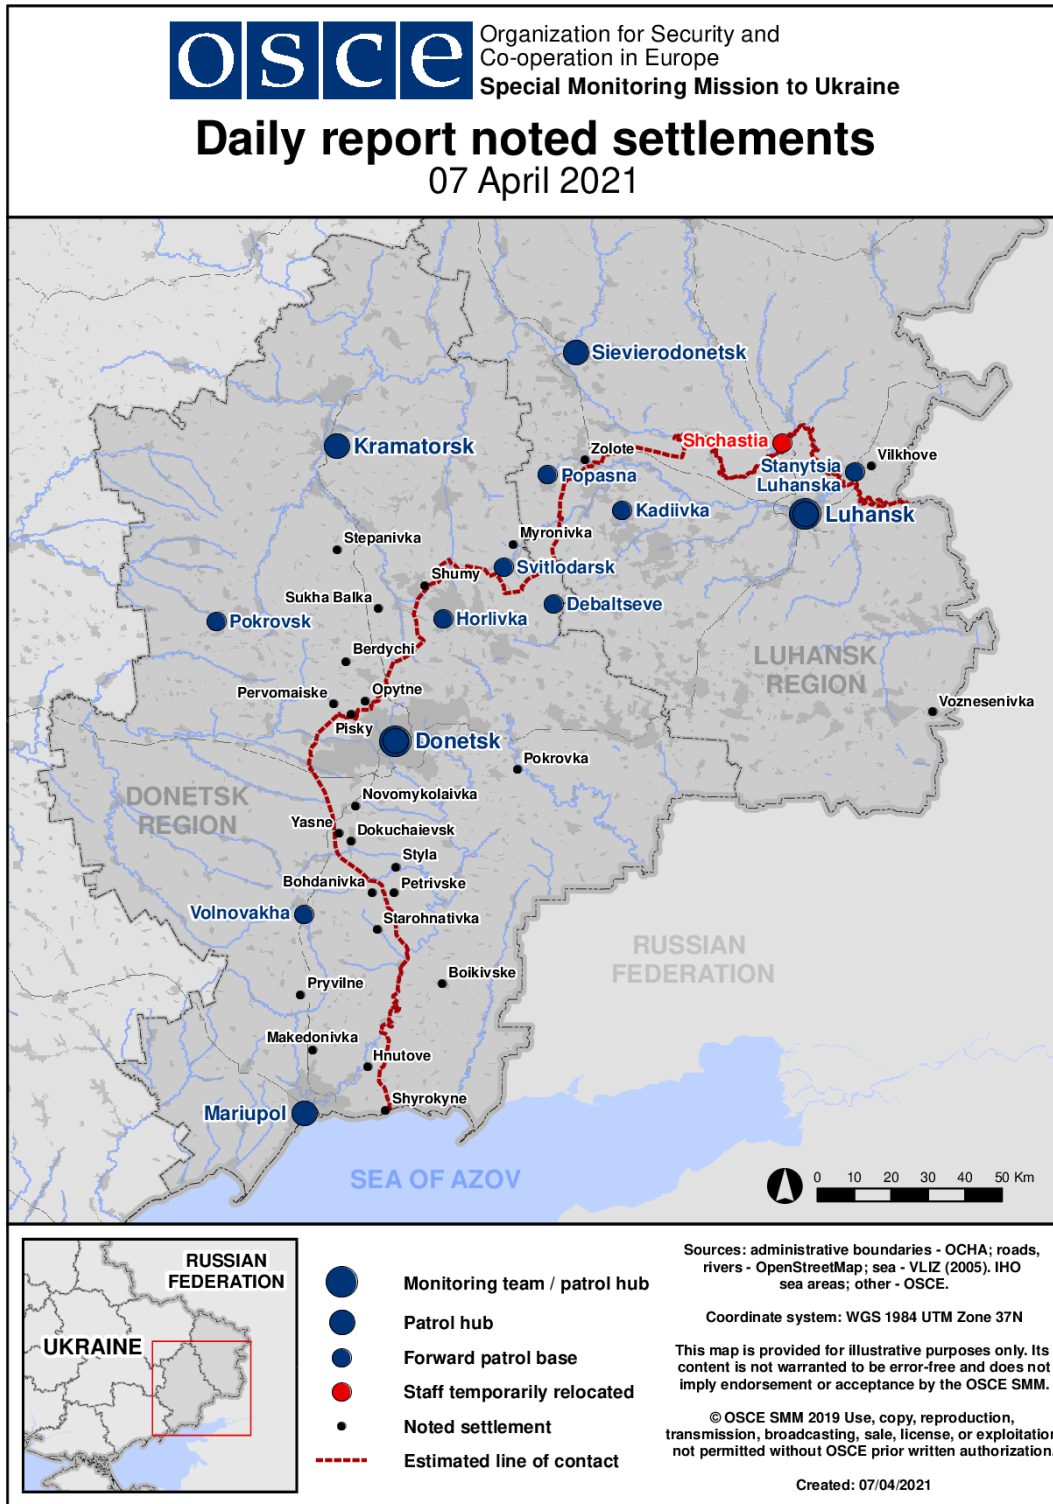 osce
Organization for Security and
Co-operation in Europe
Special Monitoring Mission to Ukraine
Daily report noted settlements
07 April 2021
Sievierodonetsk
Kramatorsk
Shchastia
Zolote
Stanytsia
Luhanska
Vilkhove
Popasna
Kadiivka
Luhansk
Stepanivka
Myronivka
Svitlodarsk
Shumy
Sukha Balka
Debaltseve
Pokrovsk
Horlivka
Berdychi
LUHANSK
REGION
Pervomaiske
Opytne
Voznesenivka
Pisky
Donetsk
Pokrovka
DONETSK
REGION
Novomykolaivka
Yasne
Dokuchaievsk
Styla
Bohdanivka
Petrivske
Volnovakha
Starohnativka
RUSSIAN
FEDERATION
Boikivske
Pryvilne
Makedonivka
Hnutove
Shyrokyne
Mariupol
SEA OF AZOV
0 10 20 30 40 50 Km
RUSSIAN
FEDERATION
UKRAINE
Monitoring team / patrol hub
Patrol hub
Forward patrol base
Staff temporarily relocated
Noted settlement
Estimated line of contact
Sources: administrative boundaries - OCHA; roads,
rivers - OpenStreetMap; sea - VLIZ (2005). IHO
sea areas; other - OSCE.
Coordinate system: WGS 1984 UTM Zone 37N
This map is provided for illustrative purposes only. Its
content is not warranted to be error-free and does not
imply endorsement or acceptance by the OSCE SMM.
© OSCE SMM 2019 Use, copy, reproduction,
transmission, broadcasting, sale, license, or exploitation
not permitted without OSCE prior written authorization.
Created: 07/04/2021